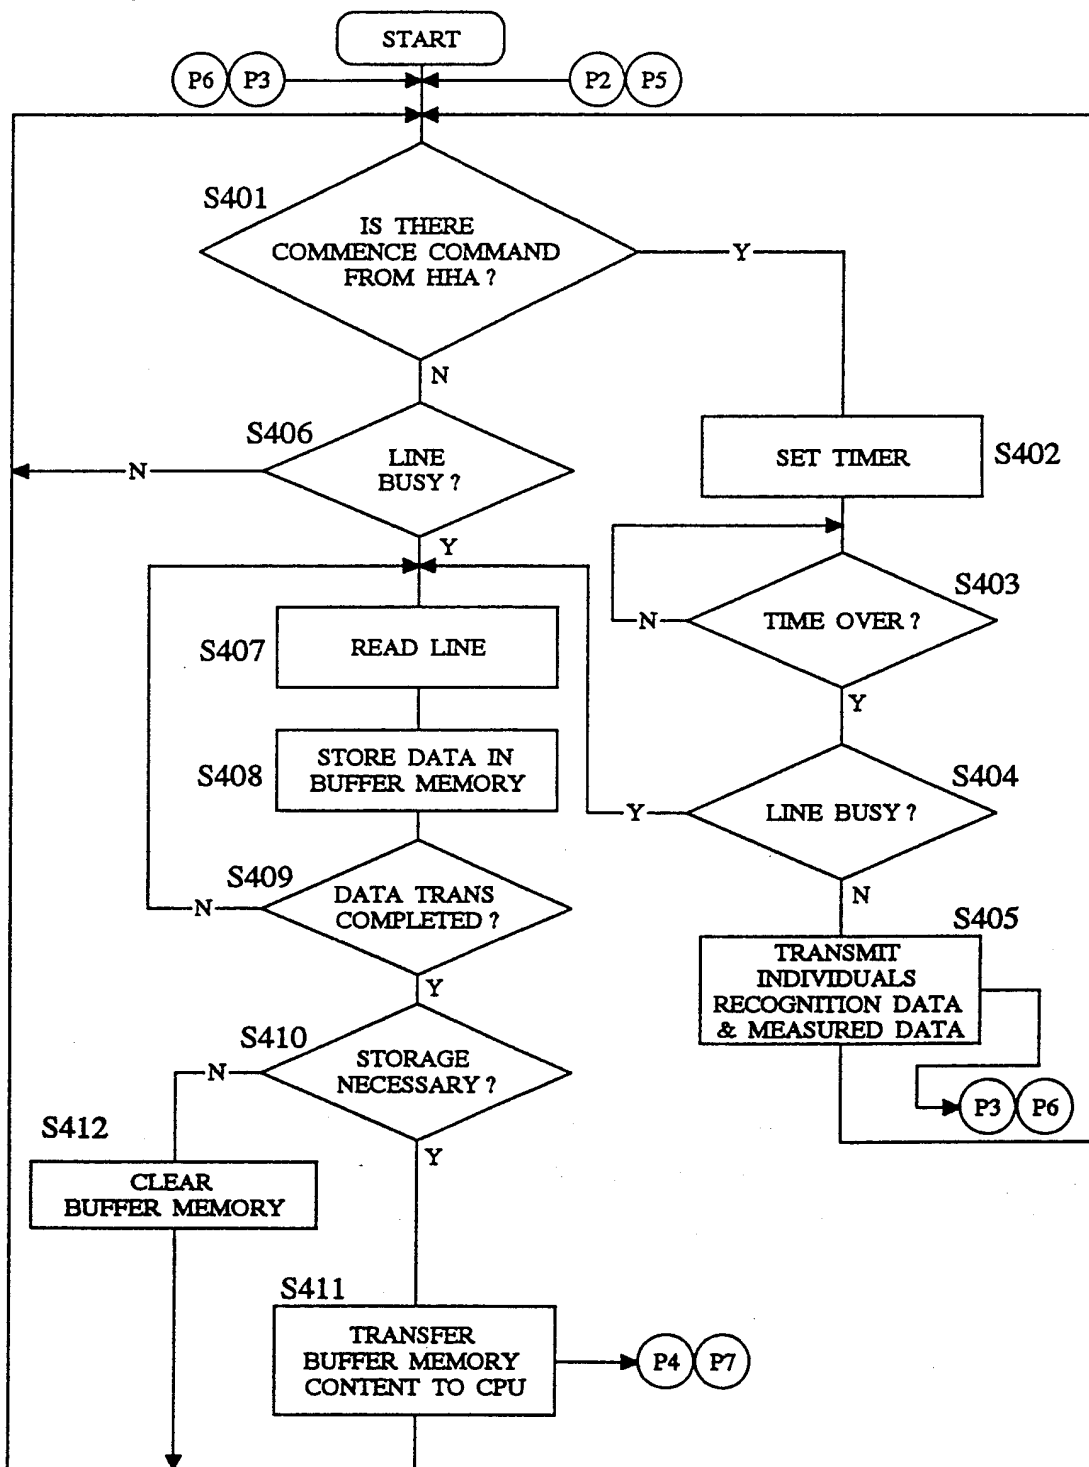 START
P6 P3
P2 P5
S401
IS THERE
COMMENCE COMMAND
FROM HHA ?
Y
N
S406
LINE
BUSY ?
N
Y
SET TIMER
S402
S403
TIME OVER ?
N
Y
S407
READ LINE
S408
STORE DATA IN
BUFFER MEMORY
S404
LINE BUSY ?
Y
N
S409
DATA TRANS
COMPLETED ?
N
Y
S405
TRANSMIT
INDIVIDUALS
RECOGNITION DATA
& MEASURED DATA
P3 P6
S410
STORAGE
NECESSARY ?
N
Y
S412
CLEAR
BUFFER MEMORY
S411
TRANSFER
BUFFER MEMORY
CONTENT TO CPU
P4 P7